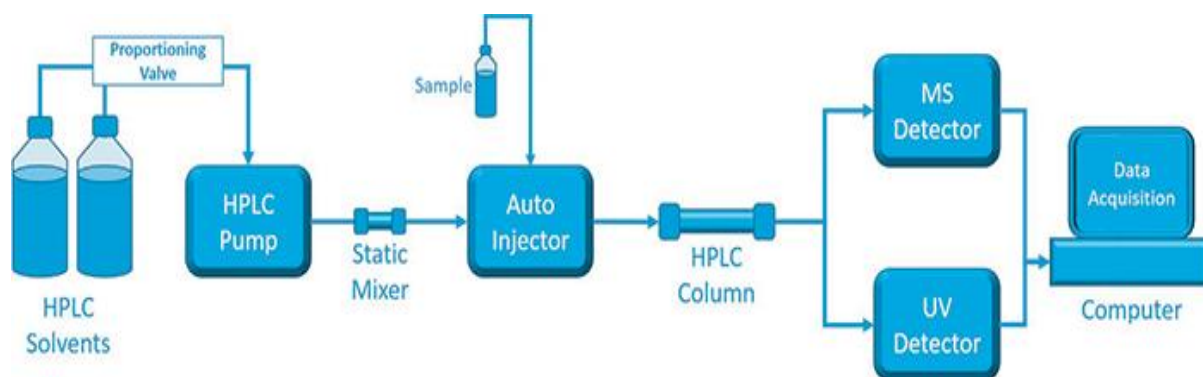 Proportioning
Valve
HPLC
Solvents
HPLC
Pump
Static
Mixer
Sample
Auto
Injector
HPLC
Column
MS
Detector
UV
Detector
Data
Acquisition
Computer